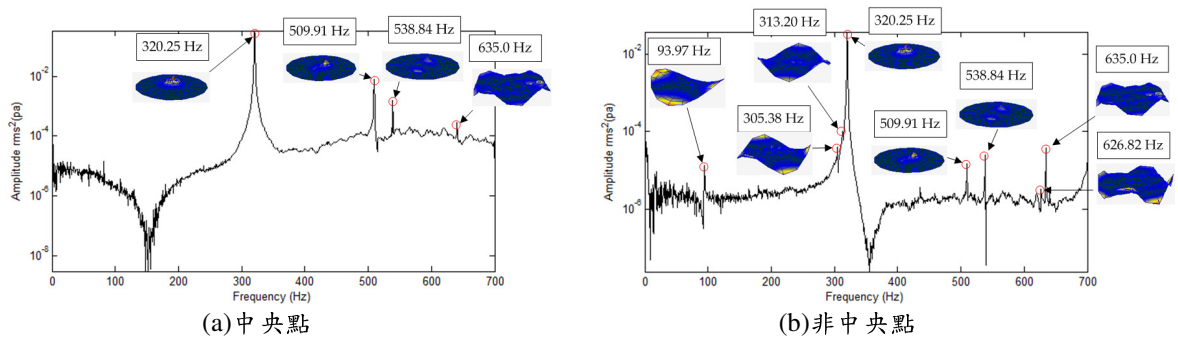 320.25 Hz
509.91 Hz
538.84 Hz
635.0 Hz
10^-2
10^-4
10^-6
10^-8
Amplitude rms^2(pa)
0 100 200 300 400 500 600 700
Frequency (Hz)
(a)中央點
93.97 Hz
313.20 Hz
320.25 Hz
305.38 Hz
509.91 Hz
538.84 Hz
635.0 Hz
626.82 Hz
10^-2
10^-4
10^-6
Amplitude rms^2(pa)
0 100 200 300 400 500 600 700
Frequency (Hz)
(b)非中央點